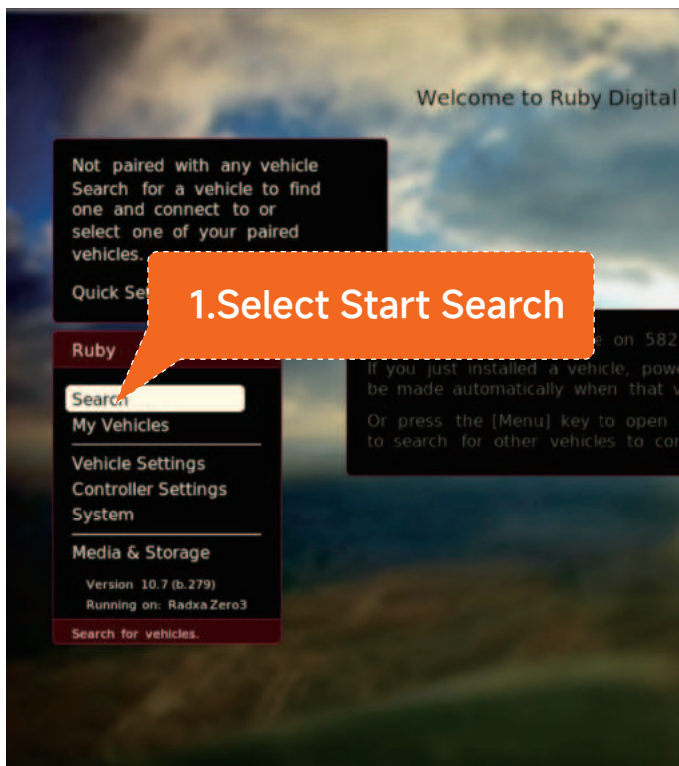 Welcome to Ruby Digital
Not paired with any vehicle
Search for a vehicle to find
one and connect to or
select one of your paired
vehicles.
Quick Se
1.Select Start Search
Ruby
on 582
If you just installed a vehicle, powe
be made automatically when that v
Or press the [Menu] key to open
to search for other vehicles to con
Search
My Vehicles
Vehicle Settings
Controller Settings
System
Media & Storage
Version 10.7 (b.279)
Running on: Radxa Zero3
Search for vehicles.